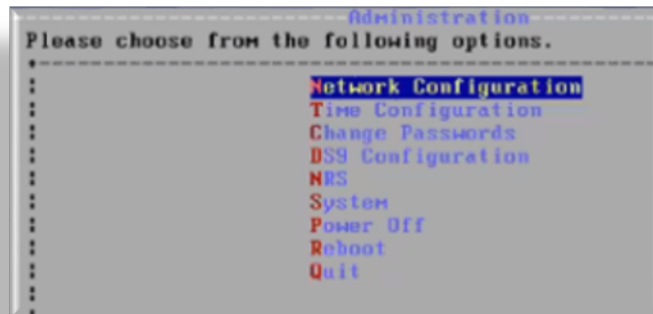 Administration
Please choose from the following options.
Network Configuration
Time Configuration
Change Passwords
DS9 Configuration
NRS
System
Power Off
Reboot
Quit